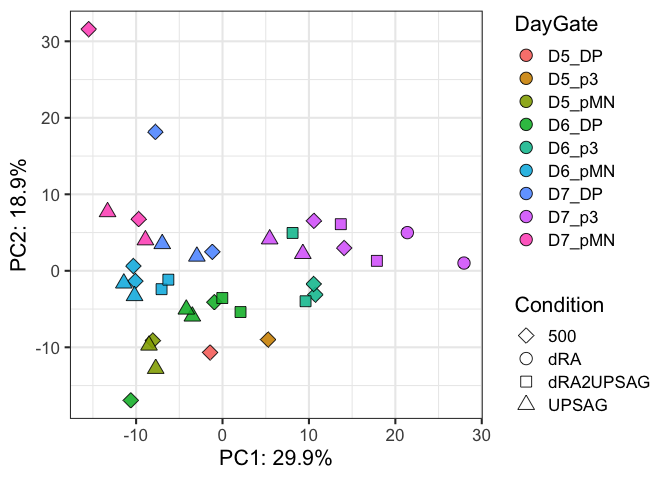 PC2: 18.9%
30
20
10
0
-10
-10
0
10
20
30
PC1: 29.9%
DayGate
D5_DP
D5_p3
D5_pMN
D6_DP
D6_p3
D6_pMN
D7_DP
D7_p3
D7_pMN
Condition
500
dRA
dRA2UPSAG
UPSAG